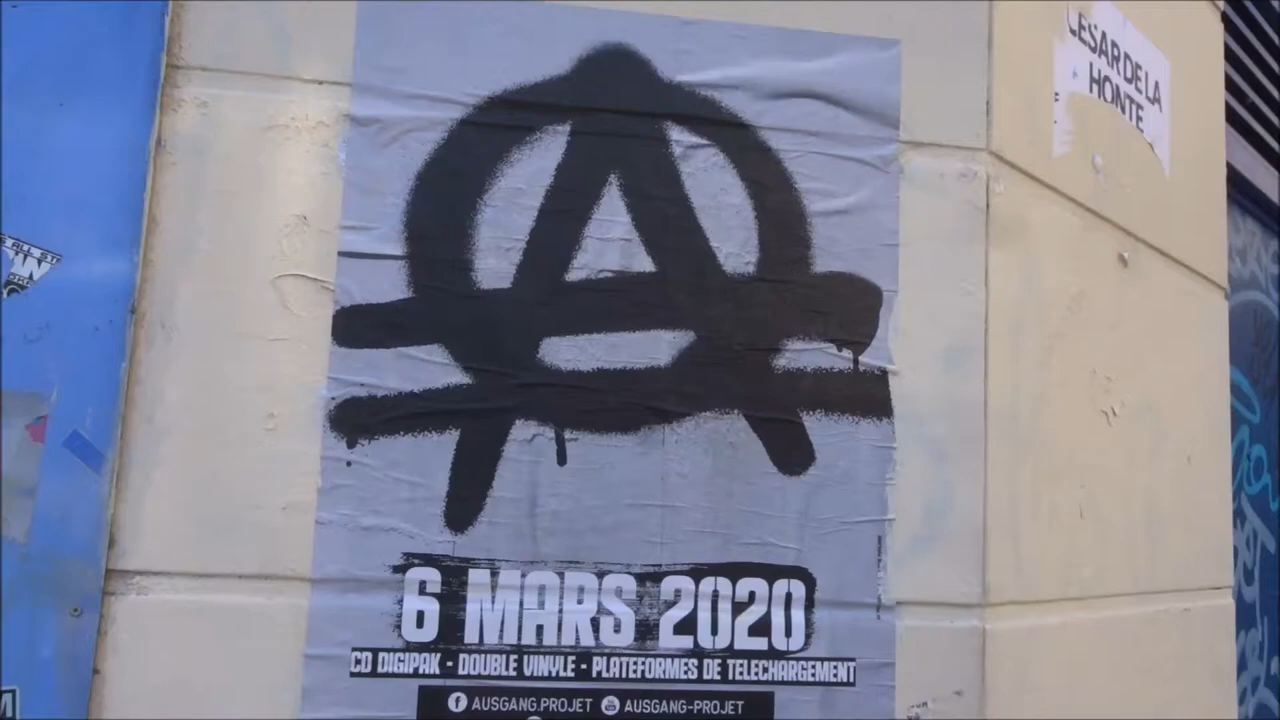 CESAR DE LA
HONTE
6 MARS 2020
CD DIGIPAK - DOUBLE VINYLE - PLATEFORMES DE TELECHARGEMENT
AUSGANG.PROJET AUSGANG-PROJET